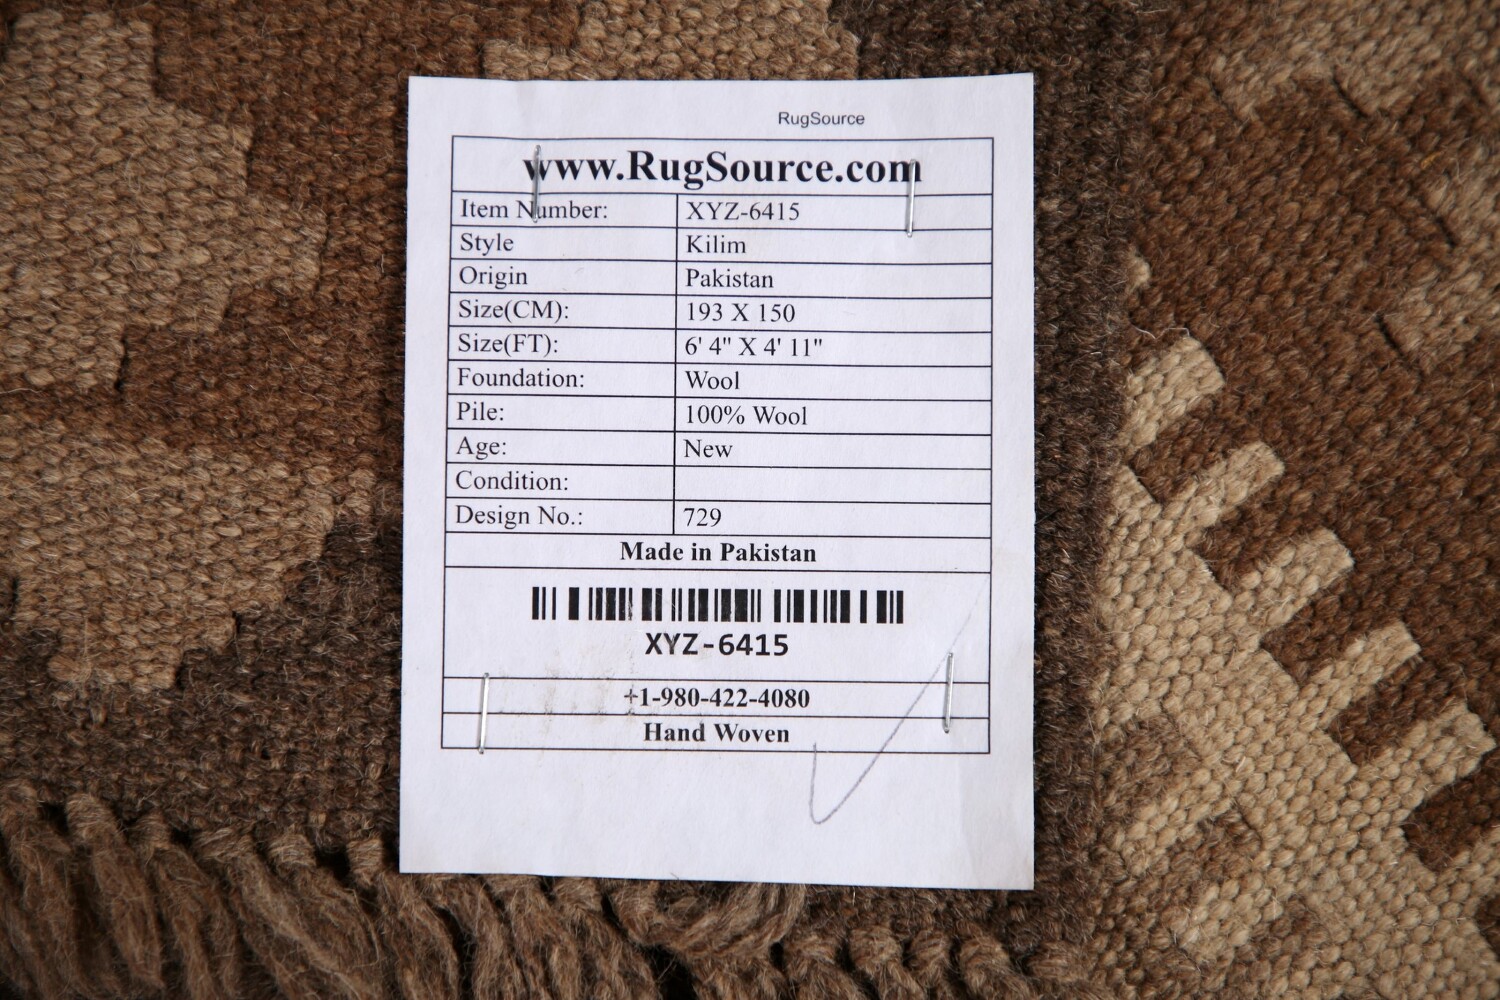 RugSource
www.RugSource.com
Item Number: XYZ-6415
Style Kilim
Origin Pakistan
Size(CM): 193 X 150
Size(FT): 6' 4" X 4' 11"
Foundation: Wool
Pile: 100% Wool
Age: New
Condition:
Design No.: 729
Made in Pakistan
XYZ-6415
+1-980-422-4080
Hand Woven